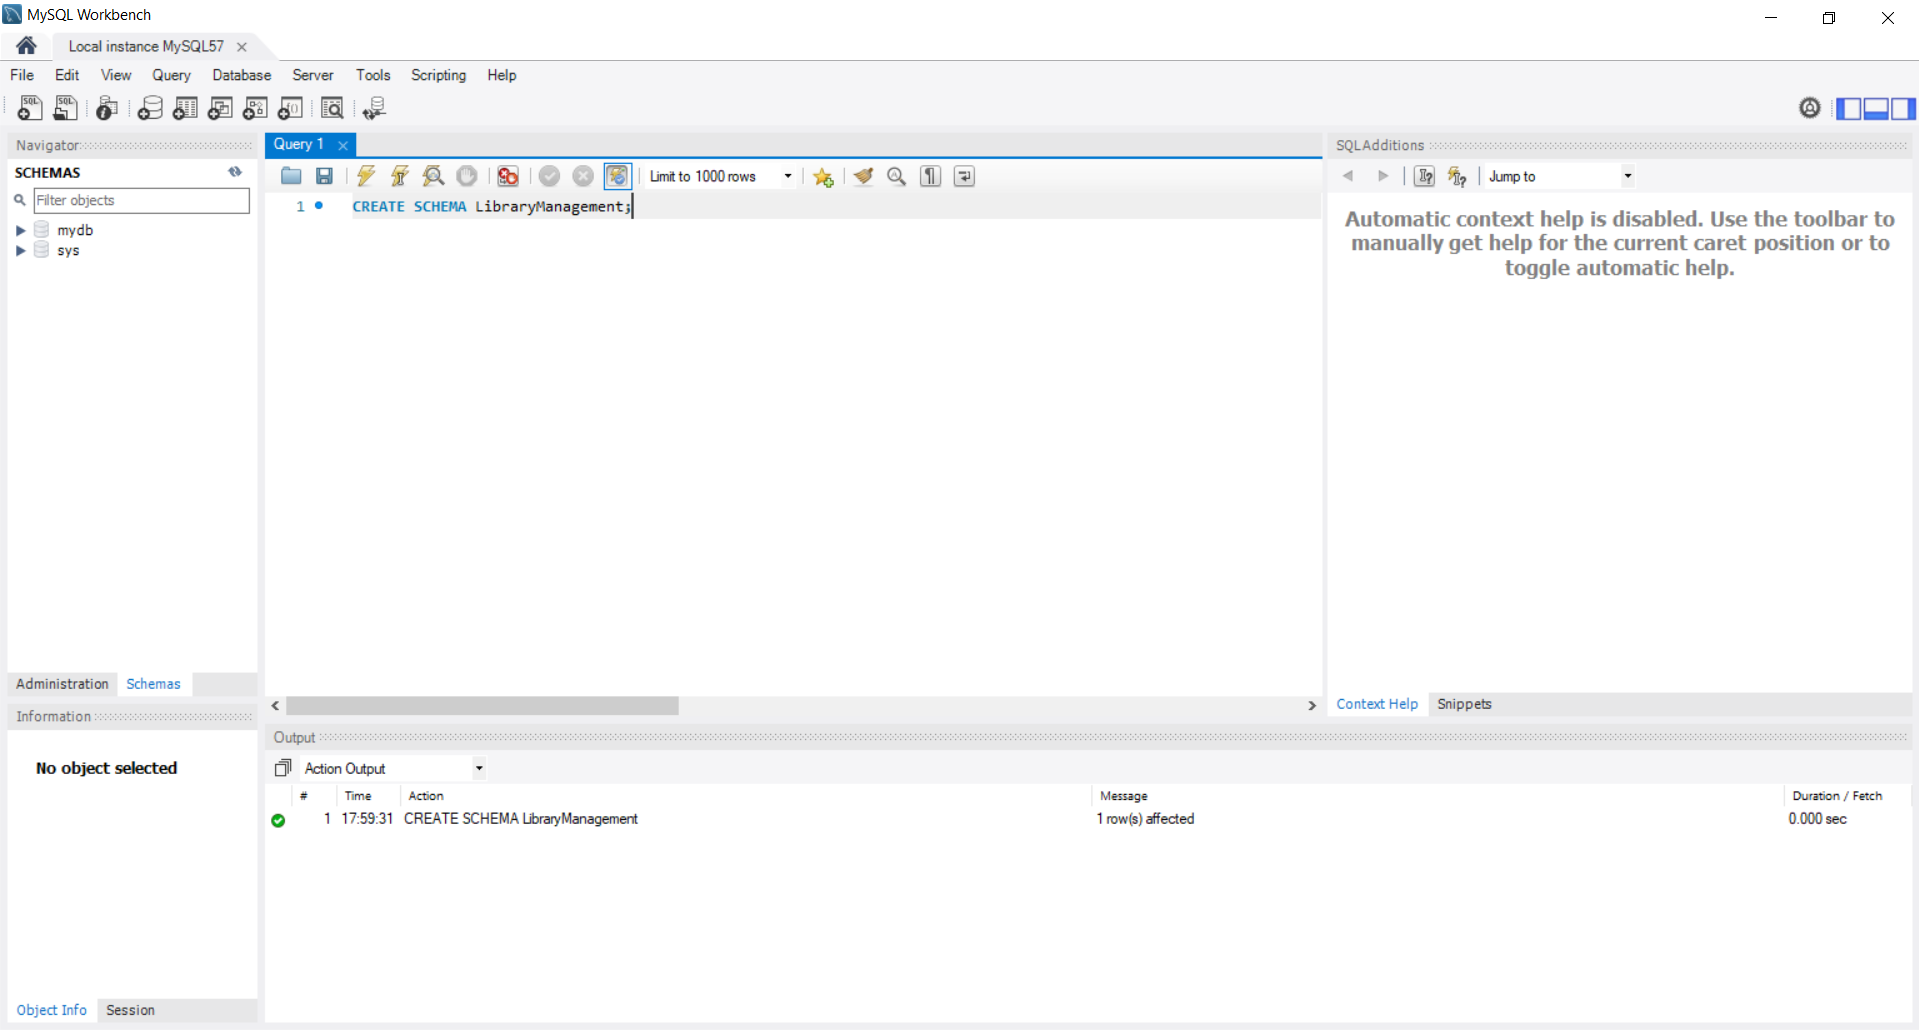 MySQL Workbench
Local instance MySQL57
File Edit View Query Database Server Tools Scripting Help
Navigator
SCHEMAS
Filter objects
mydb
sys
Administration Schemas
Information
No object selected
Object Info Session
Query 1
Limit to 1000 rows
1 CREATE SCHEMA LibraryManagement;
SQLAdditions
Jump to
Automatic context help is disabled. Use the toolbar to
manually get help for the current caret position or to
toggle automatic help.
Context Help Snippets
Output
Action Output
# Time Action Message Duration / Fetch
1 17:59:31 CREATE SCHEMA LibraryManagement 1 row(s) affected 0.000 sec